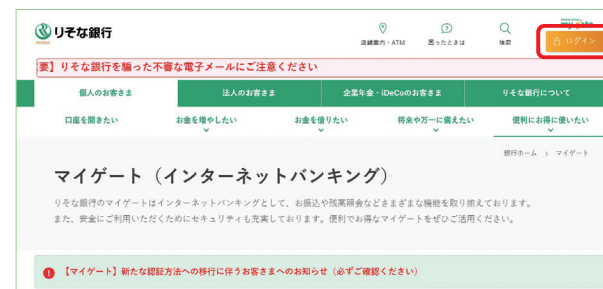 りそな銀行
店舗案内・ATM 困ったときは 検索
ログイン
要】りそな銀行を騙った不審な電子メールにご注意ください
個人のお客さま 法人のお客さま 企業年金・iDeCoのお客さま りそな銀行について
口座を開きたい お金を増やしたい お金を借りたい 将来や万一に備えたい 便利にお得に使いたい
銀行ホーム > マイゲート
マイゲート（インターネットバンキング）
りそな銀行のマイゲートはインターネットバンキングとして、お振込や残高照会などさまざまな機能を取り揃えております。
また、安全にご利用いただくためにセキュリティも充実しております。便利でお得なマイゲートをぜひご活用ください。
【マイゲート】新たな認証方法への移行に伴うお客さまへのお知らせ（必ずご確認ください）